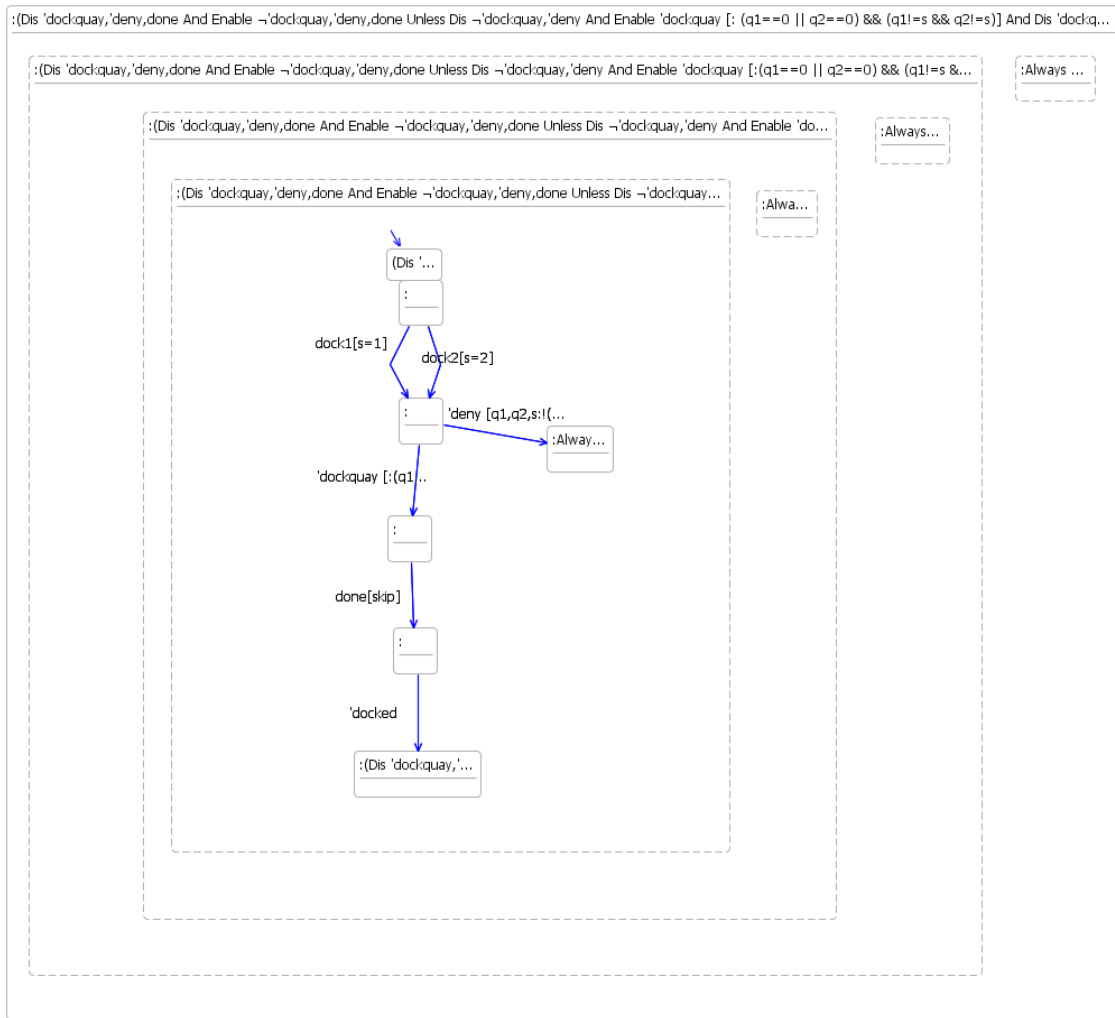 :(Dis 'dockquay,'deny,done And Enable ¬'dockquay,'deny,done Unless Dis ¬'dockquay,'deny And Enable 'dockquay [: (q1==0 || q2==0) && (q1!=s && q2!=s)] And Dis 'dockq...
:(Dis 'dockquay,'deny,done And Enable ¬'dockquay,'deny,done Unless Dis ¬'dockquay,'deny And Enable 'dockquay [:(q1==0 || q2==0) && (q1!=s &...
:Always ...
:(Dis 'dockquay,'deny,done And Enable ¬'dockquay,'deny,done Unless Dis ¬'dockquay,'deny And Enable 'do...
:Always...
:(Dis 'dockquay,'deny,done And Enable ¬'dockquay,'deny,done Unless Dis ¬'dockquay...
:Alwa...
(Dis '...
:
dock1[s=1]
dock2[s=2]
:
'deny [q1,q2,s:!(...
:Alway...
'dockquay [:(q1...
:
done[skip]
:
'docked
:(Dis 'dockquay,'...